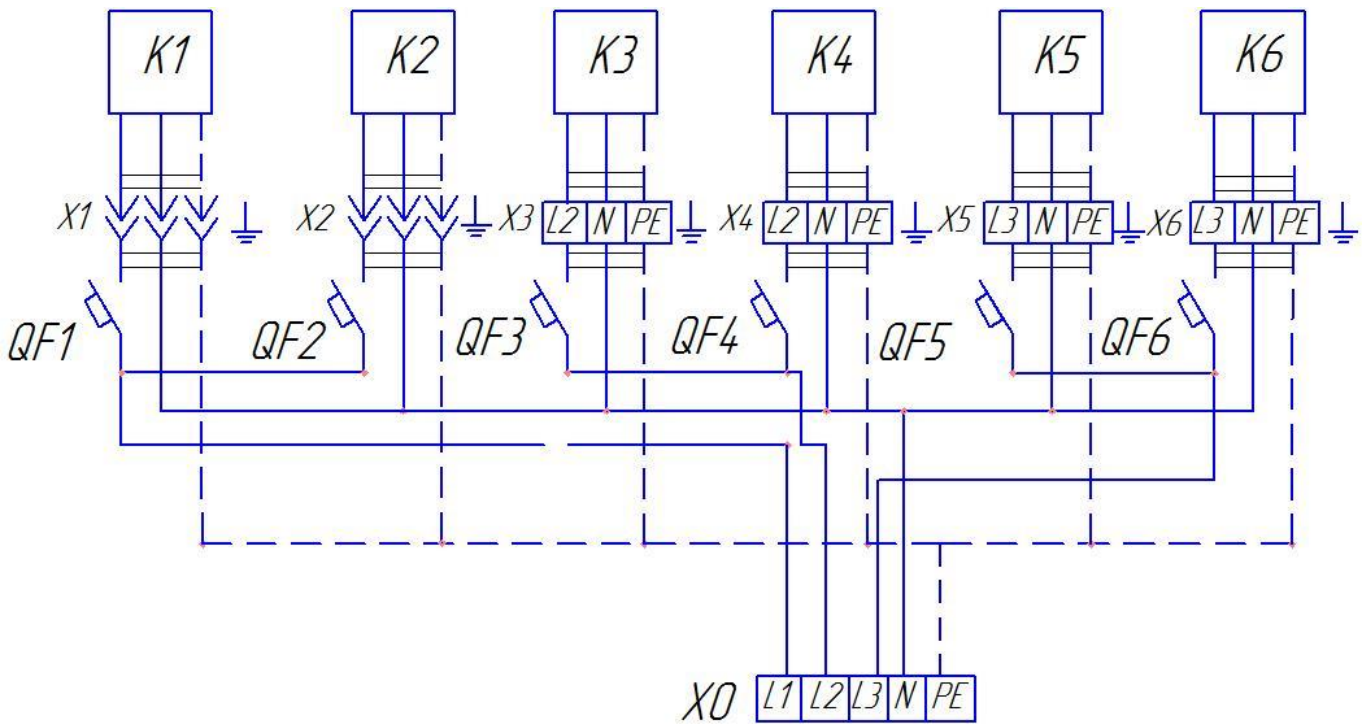 K1 K2 K3 K4 K5 K6
X1 X2 X3 L2 N PE X4 L2 N PE X5 L3 N PE X6 L3 N PE
QF1 QF2 QF3 QF4 QF5 QF6
X0 L1 L2 L3 N PE